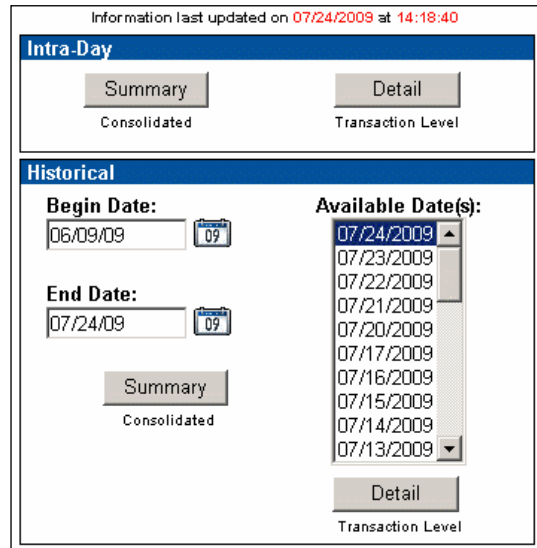 Information last updated on 07/24/2009 at 14:18:40
Intra-Day
Summary
Consolidated
Detail
Transaction Level
Historical
Begin Date:
06/09/09
09
End Date:
07/24/09
09
Summary
Consolidated
Available Date(s):
07/24/2009
07/23/2009
07/22/2009
07/21/2009
07/20/2009
07/17/2009
07/16/2009
07/15/2009
07/14/2009
07/13/2009
Detail
Transaction Level